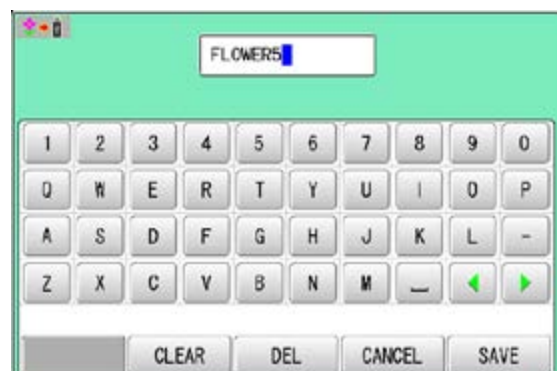 FLOWER5
1 2 3 4 5 6 7 8 9 0
Q W E R T Y U I O P
A S D F G H J K L -
Z X C V B N M _
CLEAR DEL CANCEL SAVE